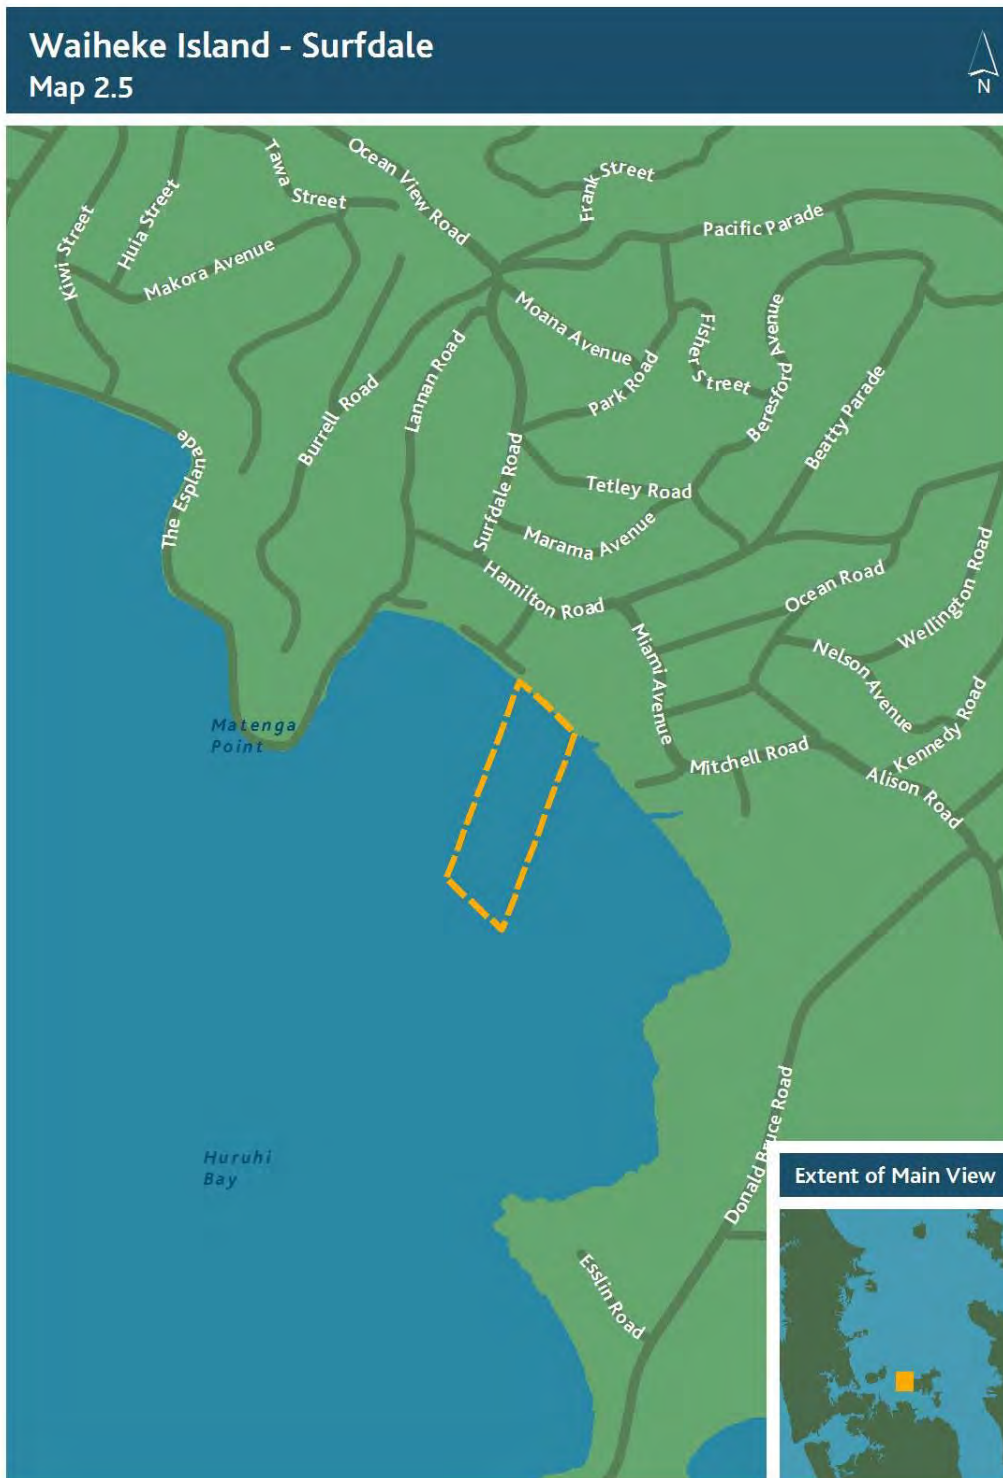 Waiheke Island - Surfdale
Map 2.5
N
Ocean View Road
Tawa Street
Frank Street
Kiwi Street
Huia Street
Makora Avenue
Pacific Parade
Moana Avenue
Fisher Street
Beresford Avenue
Park Road
Lannan Road
Burrell Road
Beatty Parade
The Esplanade
Surfdale Road
Tetley Road
Marama Avenue
Hamilton Road
Ocean Road
Wellington Road
Miami Avenue
Nelson Avenue
Kennedy Road
Matenga
Point
Mitchell Road
Alison Road
Donald Bruce Road
Huruhi
Bay
Esslin Road
Extent of Main View